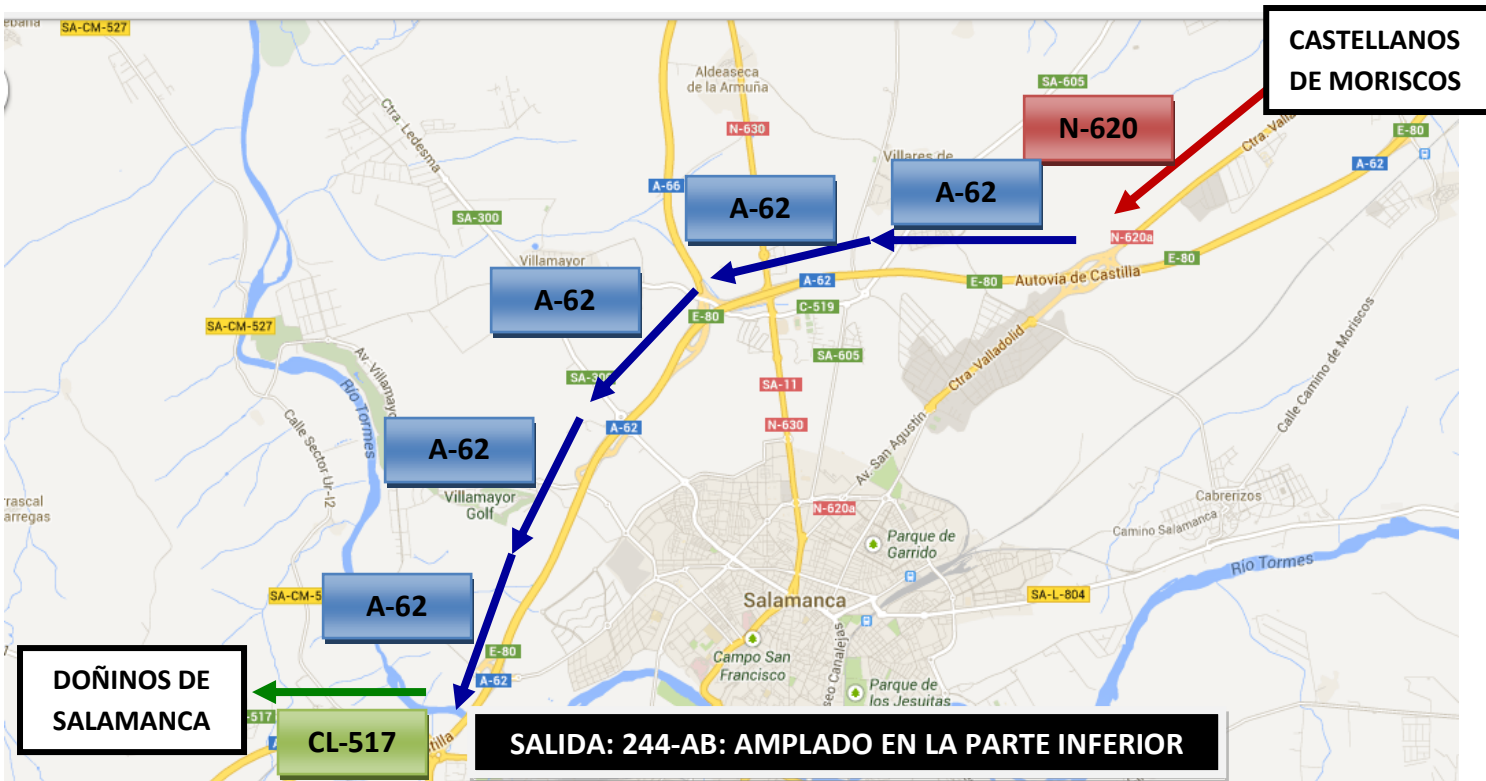 SA-CM-527
CASTELLANOS
DE MORISCOS
Aldeaseca
de la Armuña
SA-605
N-620
Ctra. Ledesma
N-630
E-80
A-62
Villares de
A-62
A-62
A-66
SA-300
N-620a
Villamayor
A-62
E-80
Autovía de Castilla
E-80
A-62
E-80
C-519
SA-CM-527
SA-605
Ctra. Valladolid
Calle Camino de Moriscos
Av. Villamayor
SA-300
SA-11
Río Tormes
A-62
N-630
Av. San Agustín
A-62
Calle Sector Ur-I2
Villamayor
Golf
Cabrerizos
N-620a
Camino Salamanca
Parque de
Garrido
Río Tormes
A-62
Salamanca
SA-L-804
E-80
Campo San
Francisco
A-62
Parque de
los Jesuitas
DOÑINOS DE
SALAMANCA
CL-517
SALIDA: 244-AB: AMPLADO EN LA PARTE INFERIOR